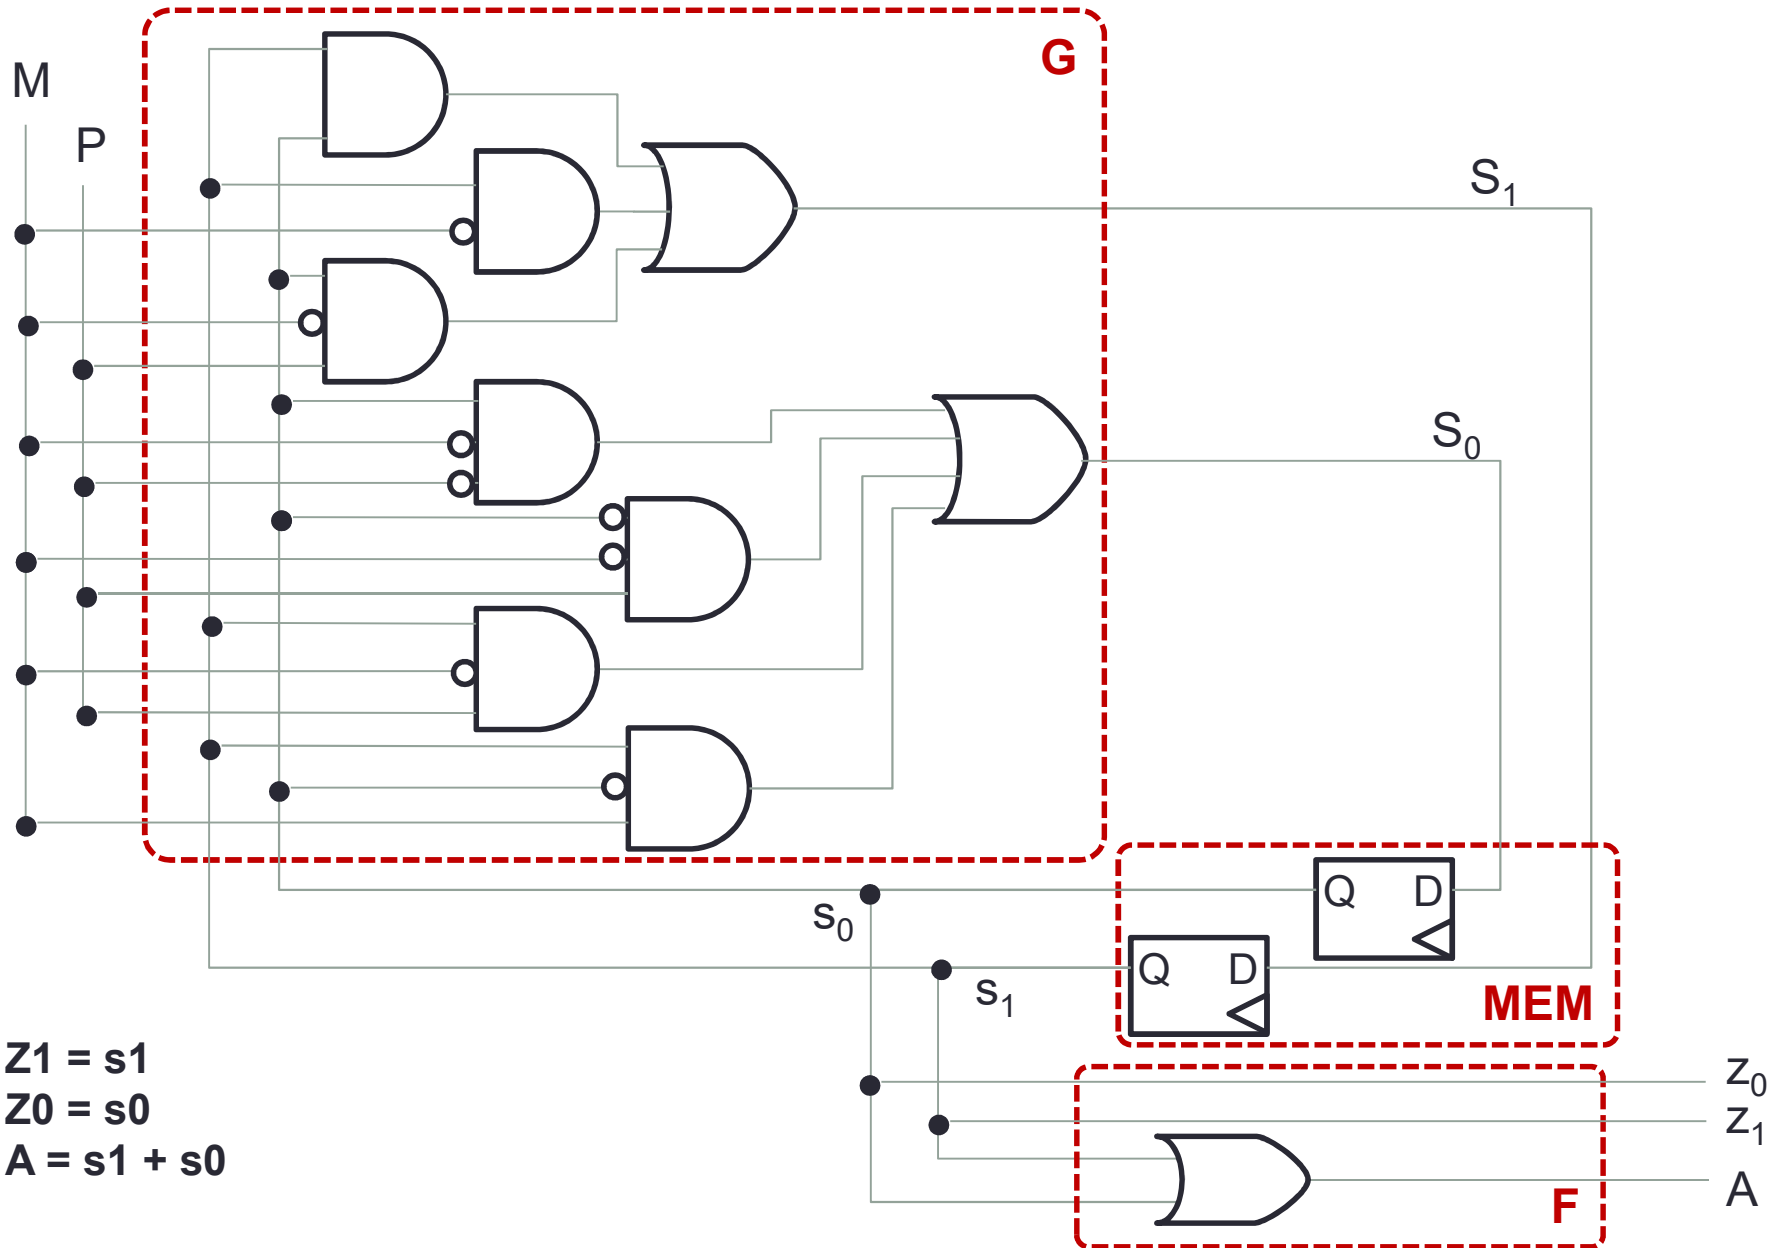 M
P
G
S1
S0
Q D
s0
Q D
s1
MEM
Z1 = s1
Z0 = s0
A = s1 + s0
z0
z1
A
F